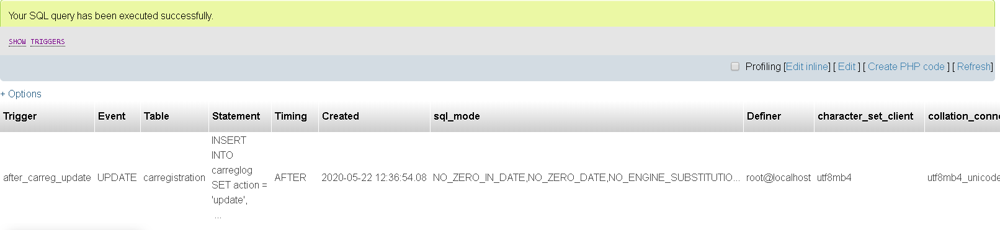 Your SQL query has been executed successfully.
SHOW TRIGGERS
Profiling [Edit inline] [ Edit ] [ Create PHP code ] [ Refresh]
+ Options
Trigger Event Table Statement Timing Created sql_mode Definer character_set_client collation_conne
INSERT
INTO
carreglog
after_carreg_update UPDATE carregistration SET action = AFTER 2020-05-22 12:36:54.08 NO_ZERO_IN_DATE,NO_ZERO_DATE,NO_ENGINE_SUBSTITUTIO... root@localhost utf8mb4 utf8mb4_unicode
'update',
...